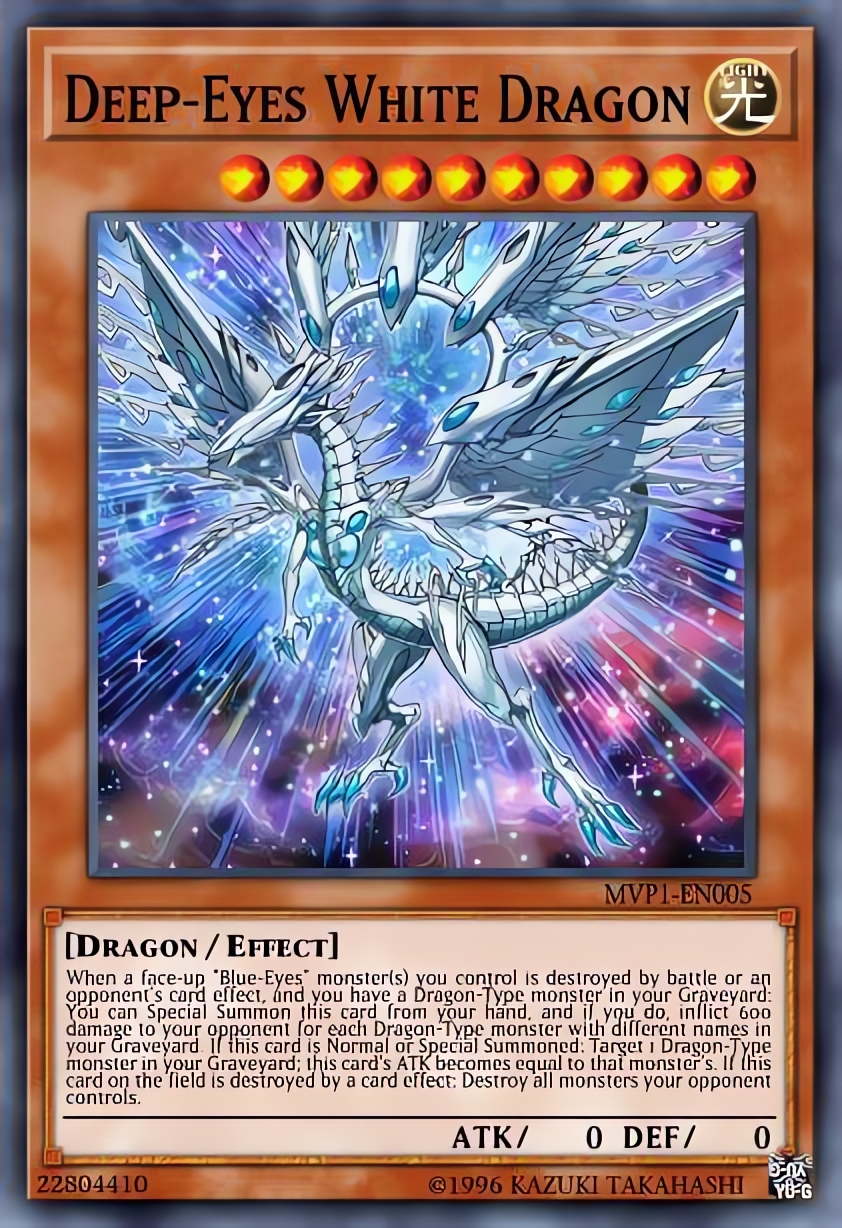 DEEP-EYES WHITE DRAGON
光
MVP1-EN005
[DRAGON / EFFECT]
When a face-up "Blue-Eyes" monster(s) you control is destroyed by battle or an
opponent's card effect, and you have a Dragon-Type monster in your Graveyard:
You can Special Summon this card from your hand, and if you do, inflict 600
damage to your opponent for each Dragon-Type monster with different names in
your Graveyard. If this card is Normal or Special Summoned: Target 1 Dragon-Type
monster in your Graveyard; this card's ATK becomes equal to that monster's. If this
card on the field is destroyed by a card effect: Destroy all monsters your opponent
controls.
ATK/ 0 DEF/ 0
22804410 ©1996 KAZUKI TAKAHASHI